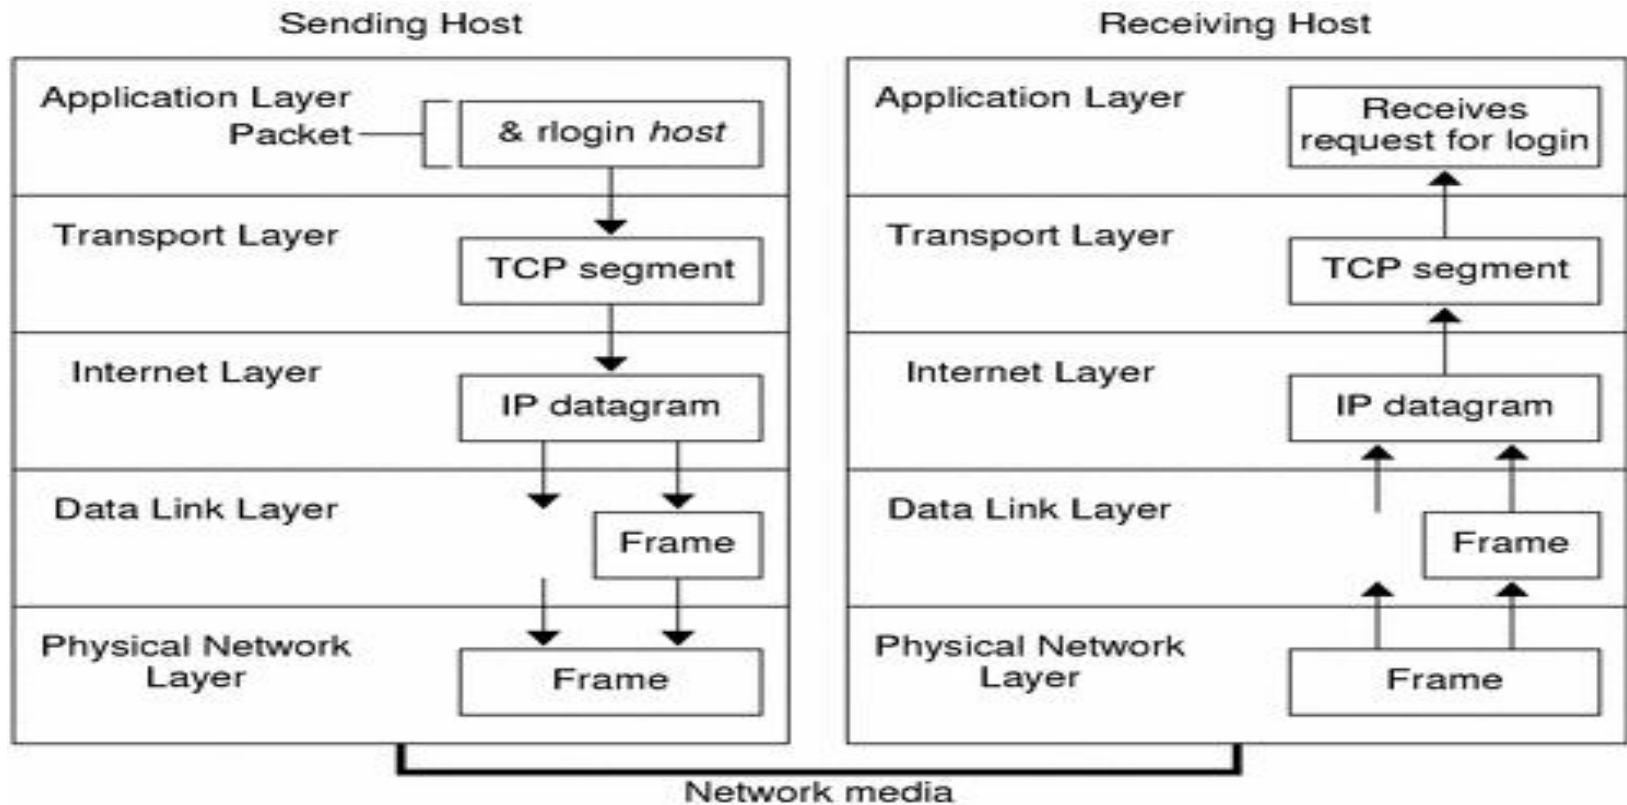 Sending Host
Application Layer
Packet
& rlogin host
Transport Layer
TCP segment
Internet Layer
IP datagram
Data Link Layer
Frame
Physical Network
Layer
Frame
Receiving Host
Application Layer
Receives
request for login
Transport Layer
TCP segment
Internet Layer
IP datagram
Data Link Layer
Frame
Physical Network
Layer
Frame
Network media